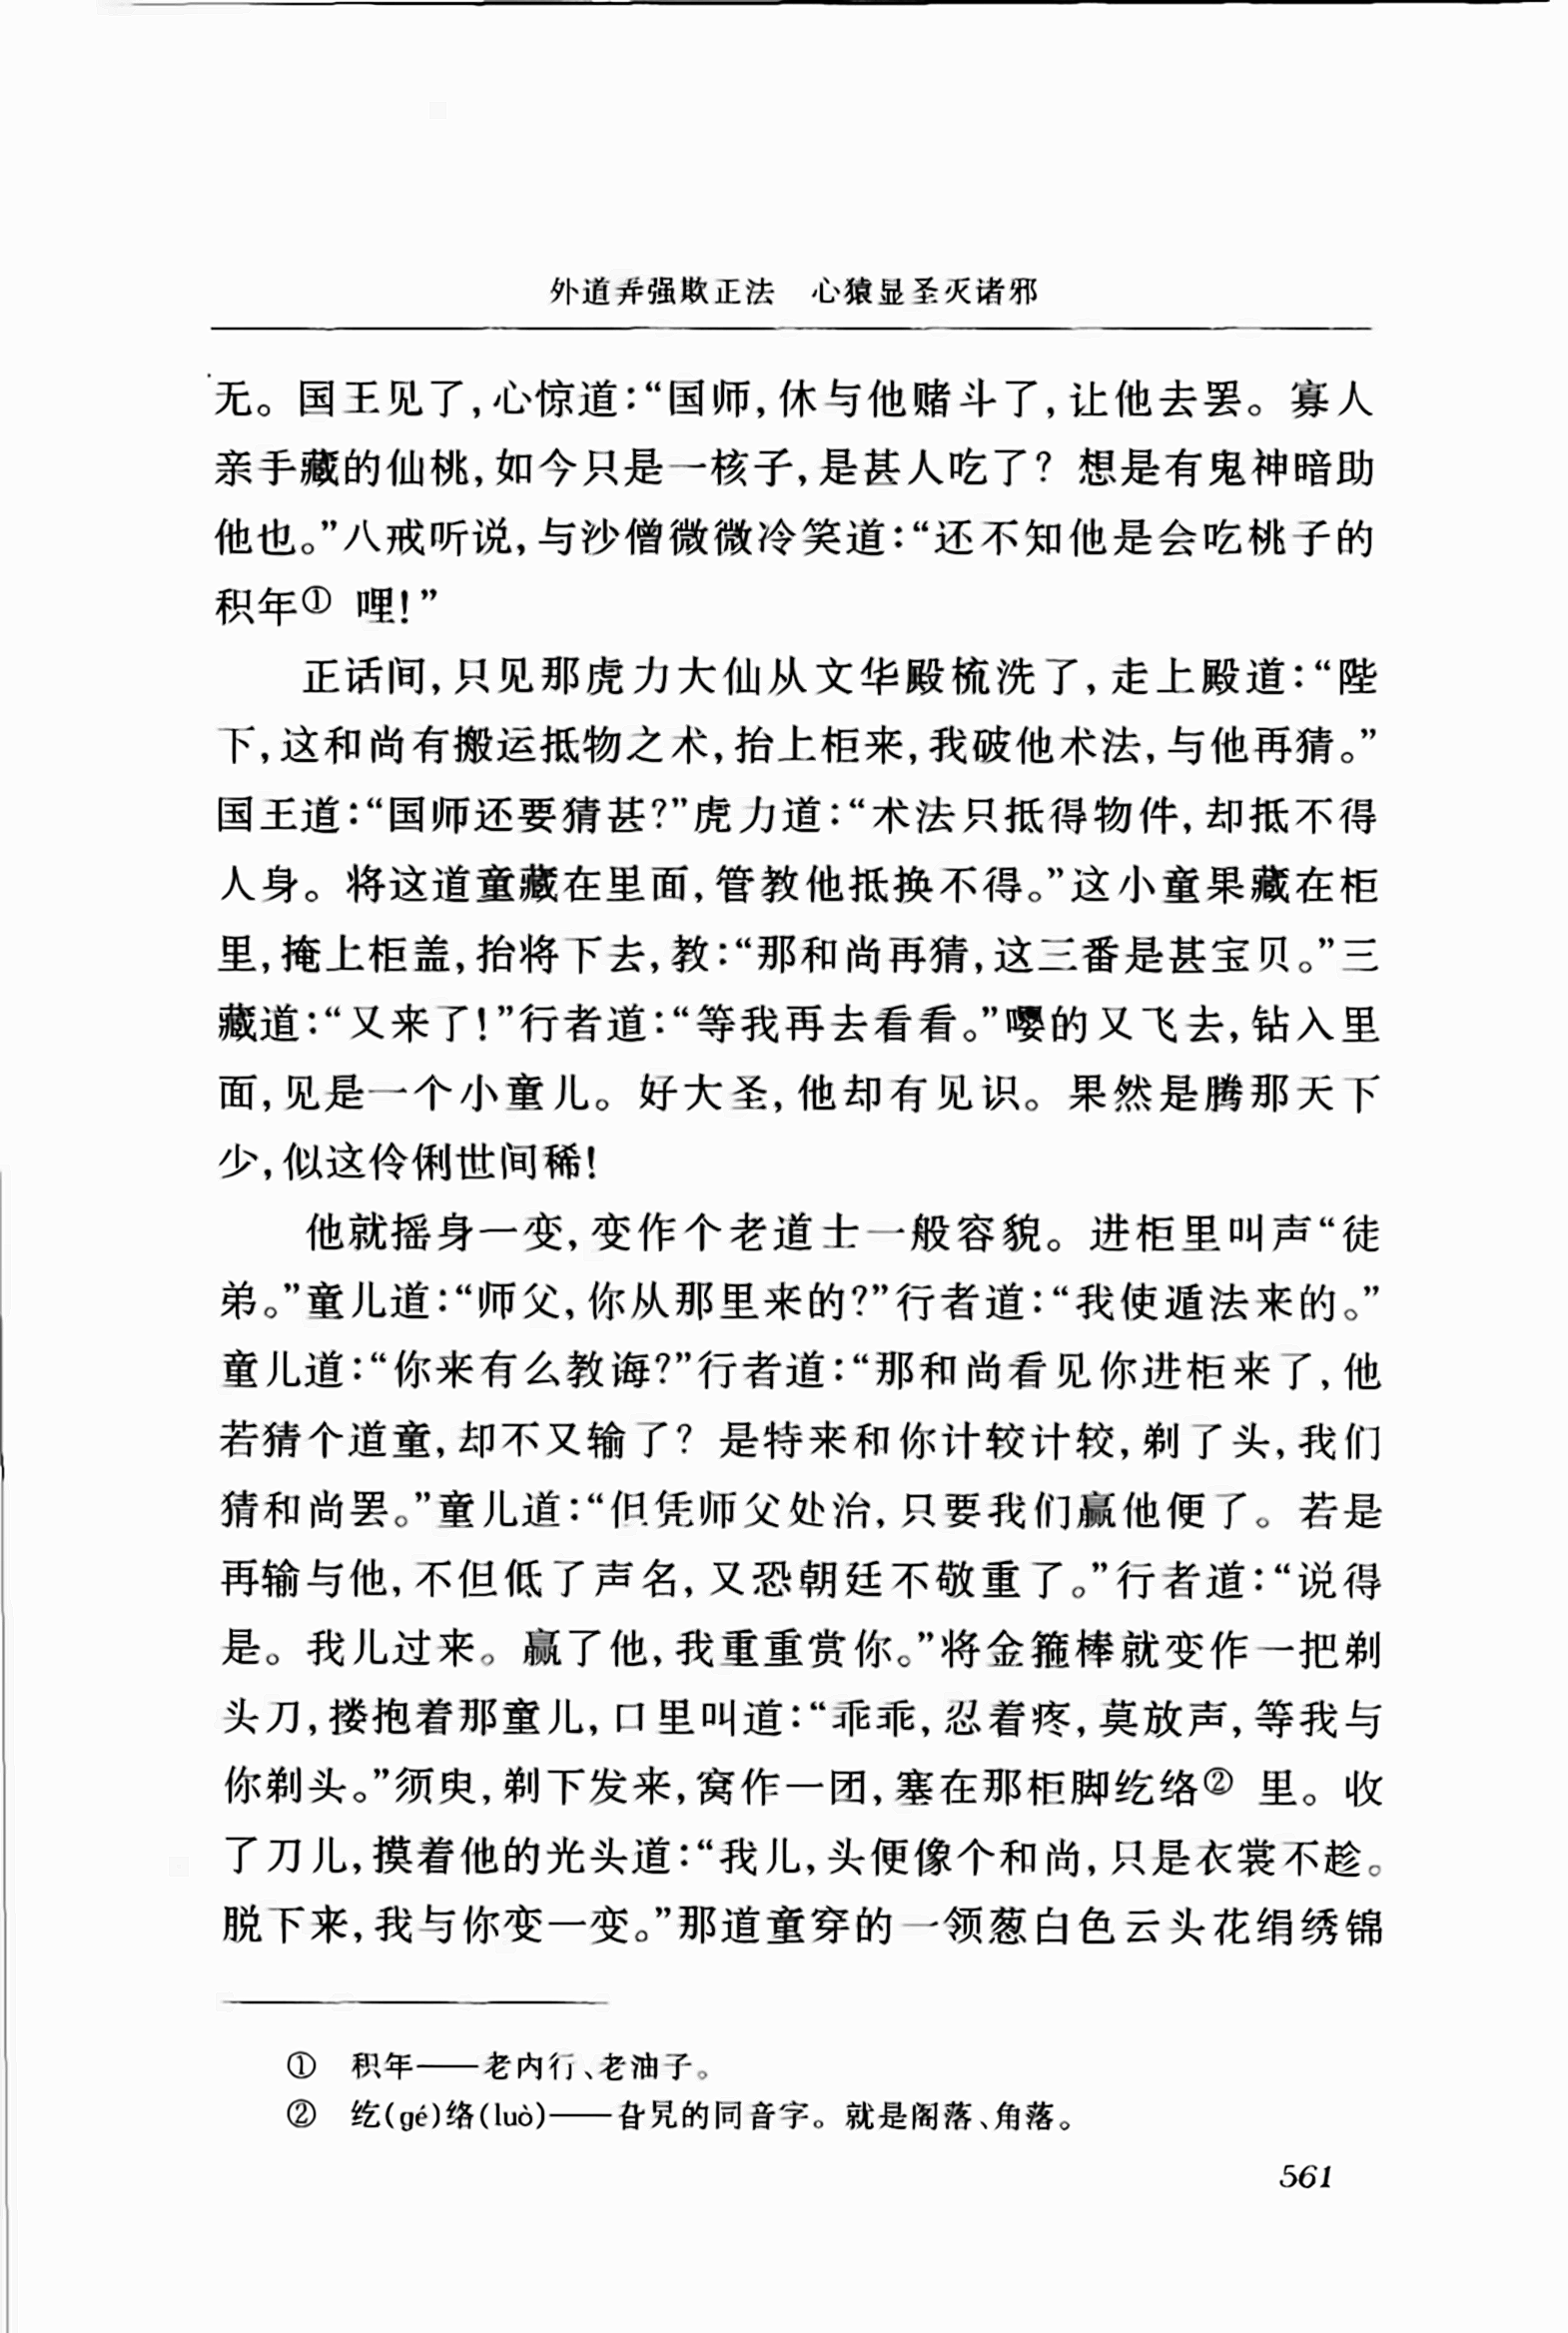 外道弄强欺正法　心猿显圣灭诸邪
无。国王见了,心惊道:“国师,休与他赌斗了,让他去罢。寡人
亲手藏的仙桃,如今只是一核子,是甚人吃了?想是有鬼神暗助
他也。”八戒听说,与沙僧微微冷笑道:“还不知他是会吃桃子的
积年① 哩!”
正话间,只见那虎力大仙从文华殿梳洗了,走上殿道:“陛
下,这和尚有搬运抵物之术,抬上柜来,我破他术法,与他再猜。”
国王道:“国师还要猜甚?”虎力道:“术法只抵得物件,却抵不得
人身。将这道童藏在里面,管教他抵换不得。”这小童果藏在柜
里,掩上柜盖,抬将下去,教:“那和尚再猜,这三番是甚宝贝。”三
藏道:“又来了!”行者道:“等我再去看看。”嘤的又飞去,钻入里
面,见是一个小童儿。好大圣,他却有见识。果然是腾那天下
少,似这伶俐世间稀!
他就摇身一变,变作个老道士一般容貌。进柜里叫声“徒
弟。”童儿道:“师父,你从那里来的?”行者道:“我使遁法来的。”
童儿道:“你来有么教诲?”行者道:“那和尚看见你进柜来了,他
若猜个道童,却不又输了?是特来和你计较计较,剃了头,我们
猜和尚罢。”童儿道:“但凭师父处治,只要我们赢他便了。若是
再输与他,不但低了声名,又恐朝廷不敬重了。”行者道:“说得
是。我儿过来。赢了他,我重重赏你。”将金箍棒就变作一把剃
头刀,搂抱着那童儿,口里叫道:“乖乖,忍着疼,莫放声,等我与
你剃头。”须臾,剃下发来,窝作一团,塞在那柜脚纥络② 里。收
了刀儿,摸着他的光头道:“我儿,头便像个和尚,只是衣裳不趁。
脱下来,我与你变一变。”那道童穿的一领葱白色云头花绢绣锦
①　积年——老内行、老油子。
②　纥(gé)络(luò)——旮旯的同音字。就是阁落、角落。
561